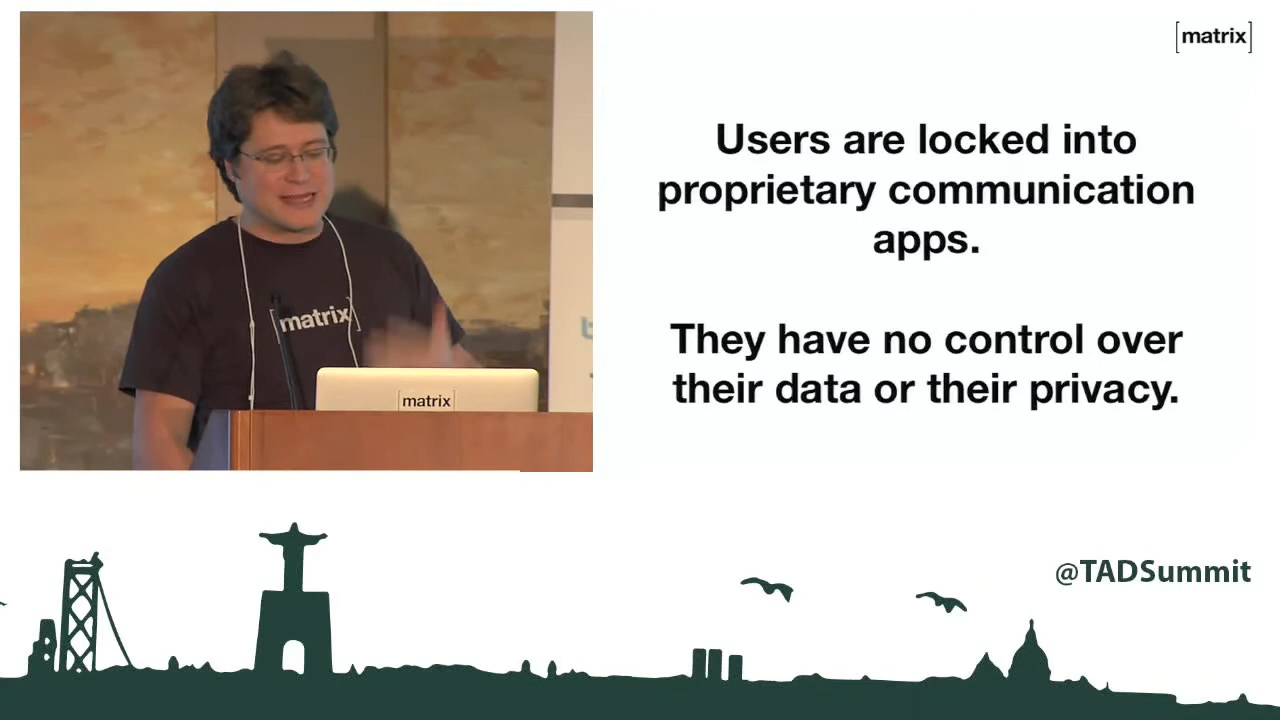 [matrix]
Users are locked into
proprietary communication
apps.
They have no control over
their data or their privacy.
[matrix]
matrix
@TADSummit